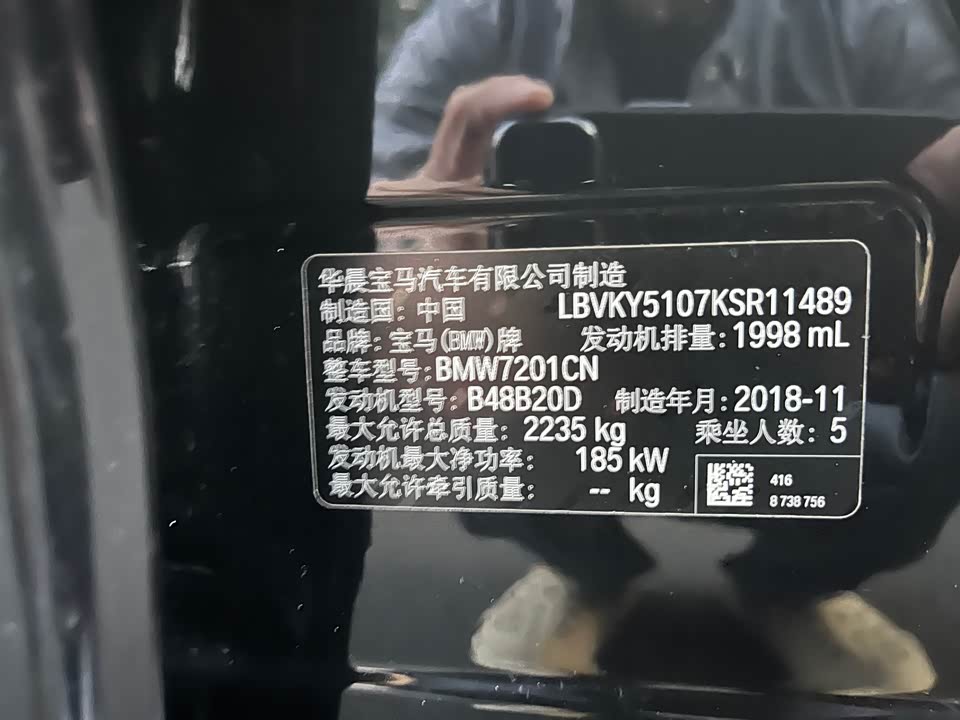 华晨宝马汽车有限公司制造
制造国：中国 LBVKY5107KSR11489
品牌：宝马(BMW)牌 发动机排量：1998 mL
整车型号：BMW7201CN
发动机型号：B48B20D 制造年月：2018-11
最大允许总质量：2235 kg 乘坐人数：5
发动机最大净功率：185 kW
最大允许牵引质量：-- kg
416
8 738 756